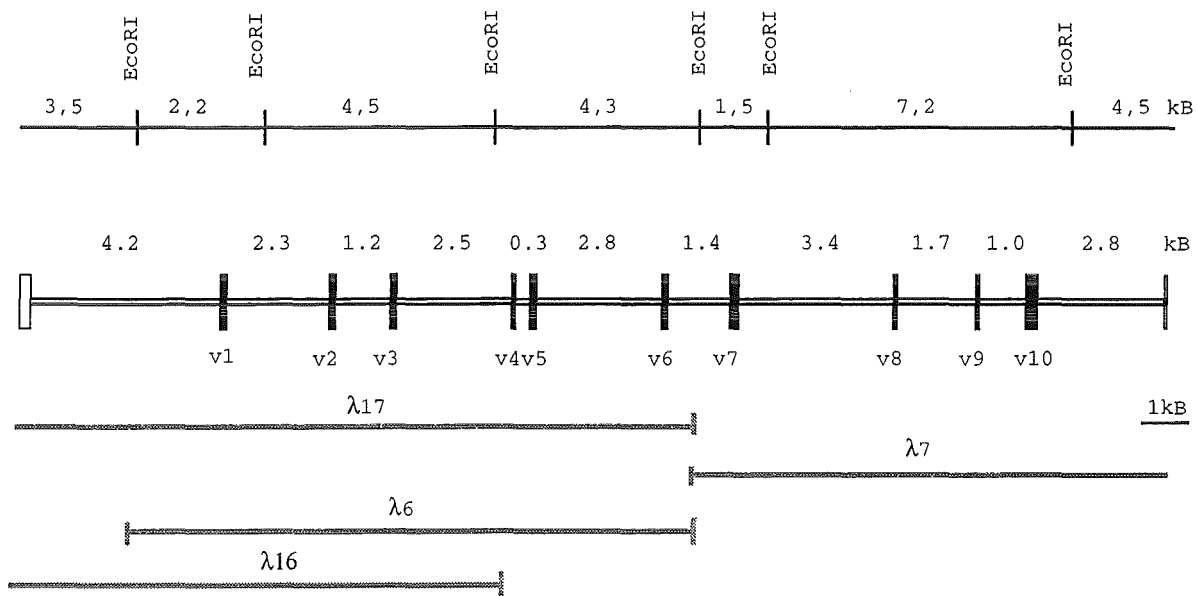 EcoRI EcoRI EcoRI EcoRI EcoRI EcoRI
3,5 2,2 4,5 4,3 1,5 7,2 4,5 kB
4.2 2.3 1.2 2.5 0.3 2.8 1.4 3.4 1.7 1.0 2.8 kB
v1 v2 v3 v4 v5 v6 v7 v8 v9 v10
λ17
1kB
λ7
λ6
λ16